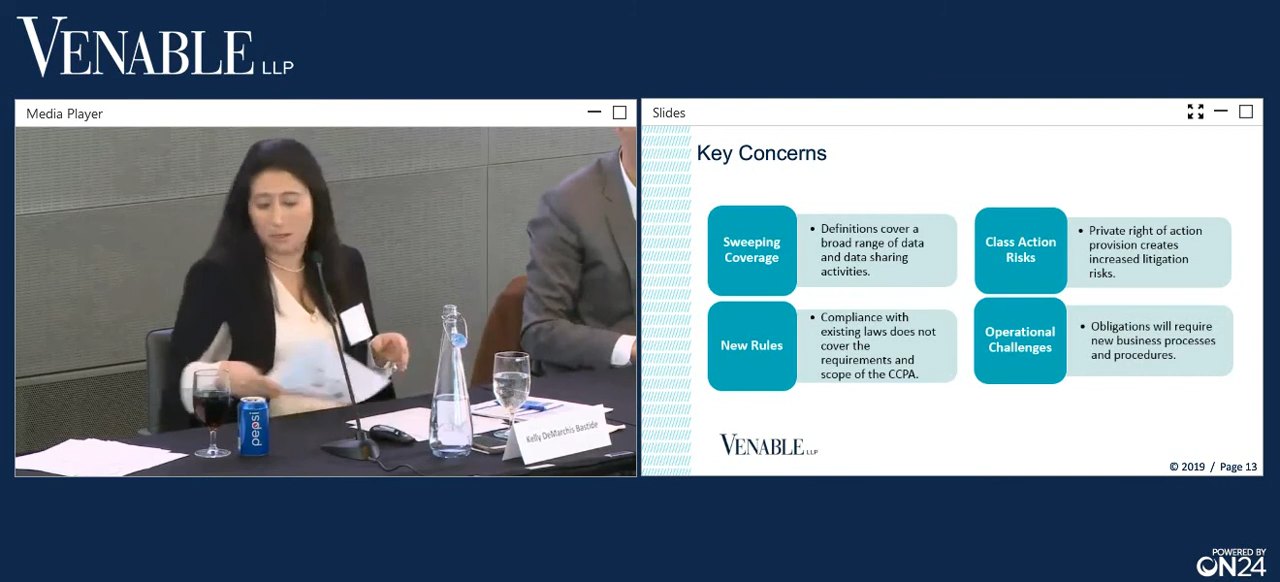 VENABLE LLP
Media Player
Slides
pepsi
Kelly DeMarchis Bastide
Key Concerns
Sweeping
Coverage
• Definitions cover a
broad range of data
and data sharing
activities.
Class Action
Risks
• Private right of action
provision creates
increased litigation
risks.
New Rules
• Compliance with
existing laws does not
cover the
requirements and
scope of the CCPA.
Operational
Challenges
• Obligations will require
new business processes
and procedures.
VENABLE LLP
© 2019 / Page 13
POWERED BY
ON24